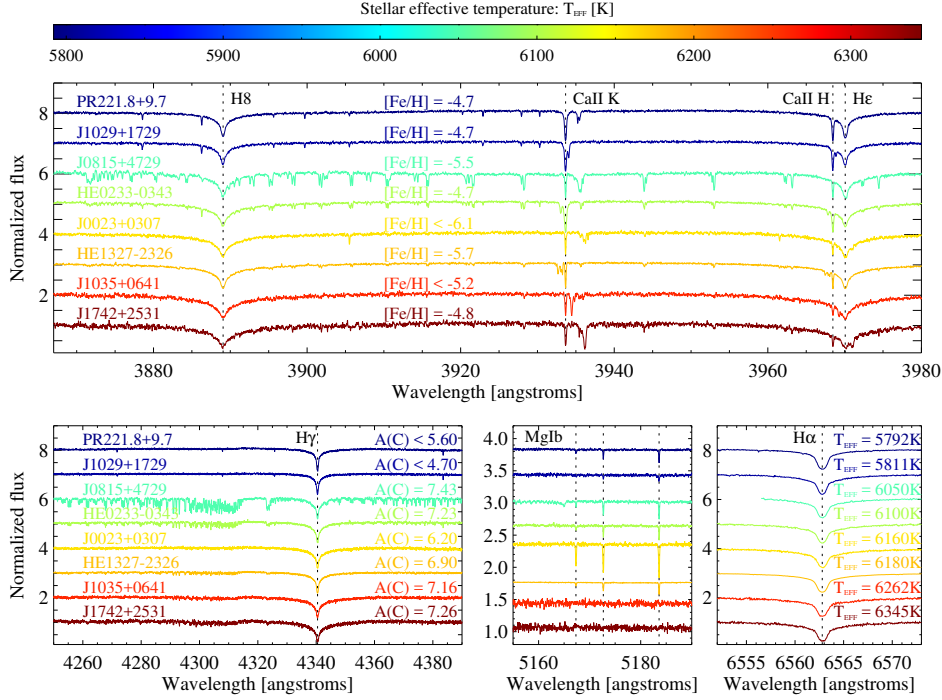 Stellar effective temperature: T_EFF [K]
5800 5900 6000 6100 6200 6300
H8 CaII K CaII H Hε
PR221.8+9.7 [Fe/H] = -4.7
J1029+1729 [Fe/H] = -4.7
J0815+4729 [Fe/H] = -5.5
HE0233-0343 [Fe/H] = -4.7
J0023+0307 [Fe/H] < -6.1
HE1327-2326 [Fe/H] = -5.7
J1035+0641 [Fe/H] < -5.2
J1742+2531 [Fe/H] = -4.8
8
6
4
2
Normalized flux
3880 3900 3920 3940 3960 3980
Wavelength [angstroms]
Hγ
PR221.8+9.7 A(C) < 5.60
J1029+1729 A(C) < 4.70
J0815+4729 A(C) = 7.43
HE0233-0343 A(C) = 7.23
J0023+0307 A(C) = 6.20
HE1327-2326 A(C) = 6.90
J1035+0641 A(C) = 7.16
J1742+2531 A(C) = 7.26
8
6
4
2
Normalized flux
4260 4280 4300 4320 4340 4360 4380
Wavelength [angstroms]
MgIb
4.0
3.5
3.0
2.5
2.0
1.5
1.0
5160 5180
Hα
T_EFF = 5792K
T_EFF = 5811K
T_EFF = 6050K
T_EFF = 6100K
T_EFF = 6160K
T_EFF = 6180K
T_EFF = 6262K
T_EFF = 6345K
6555 6560 6565 6570
Wavelength [angstroms]